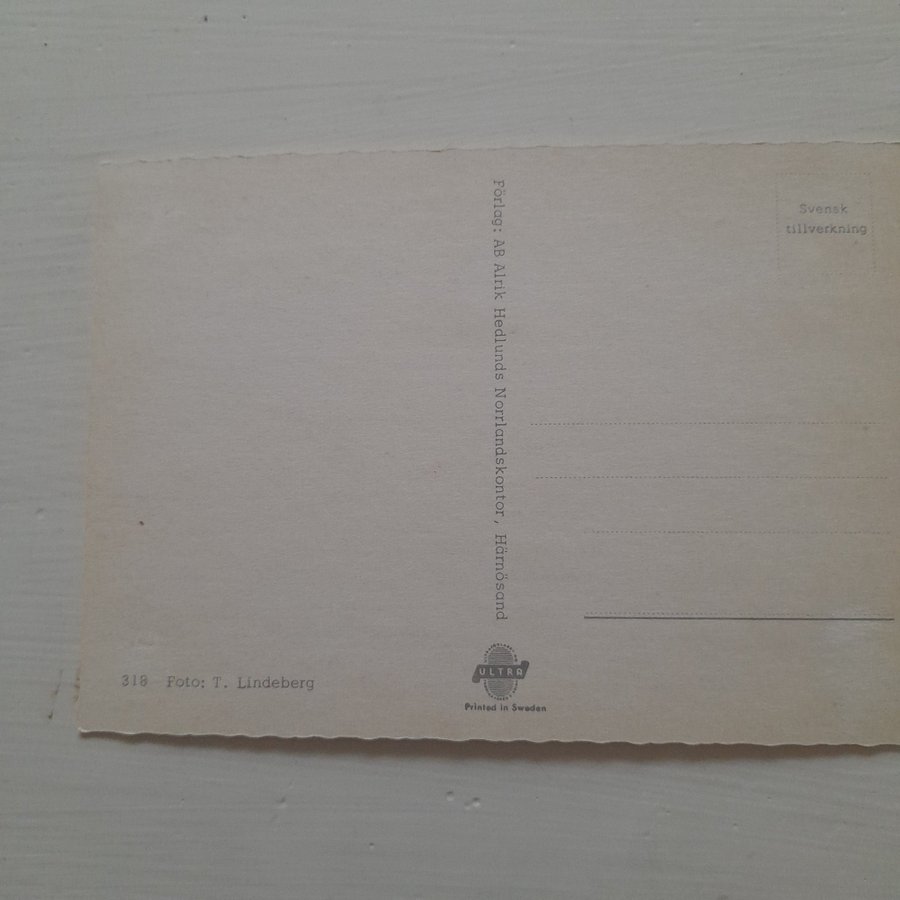 Svensk
tillverkning
Förlag: AB Alrik Hedlunds Norrlandskontor, Härnösand
318 Foto: T. Lindeberg
ULTRA
Printed in Sweden